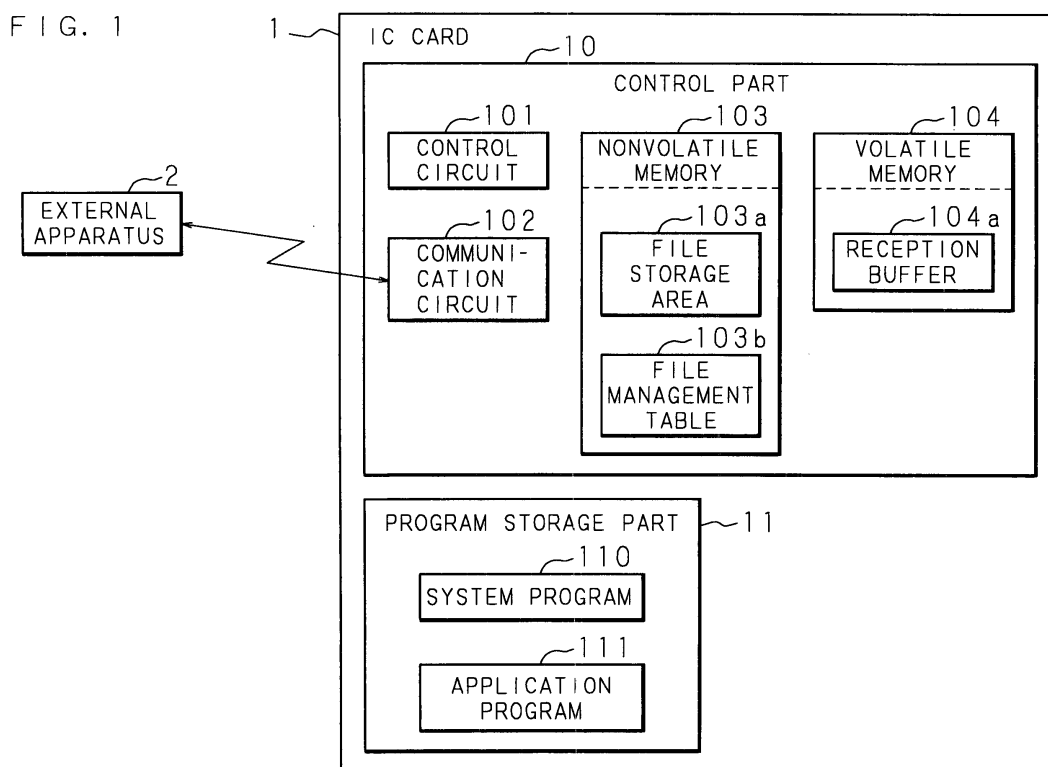 FIG. 1
1
IC CARD
10
CONTROL PART
101
CONTROL
CIRCUIT
103
NONVOLATILE
MEMORY
104
VOLATILE
MEMORY
2
EXTERNAL
APPARATUS
102
COMMUNI-
CATION
CIRCUIT
103a
FILE
STORAGE
AREA
104a
RECEPTION
BUFFER
103b
FILE
MANAGEMENT
TABLE
PROGRAM STORAGE PART
11
110
SYSTEM PROGRAM
111
APPLICATION
PROGRAM